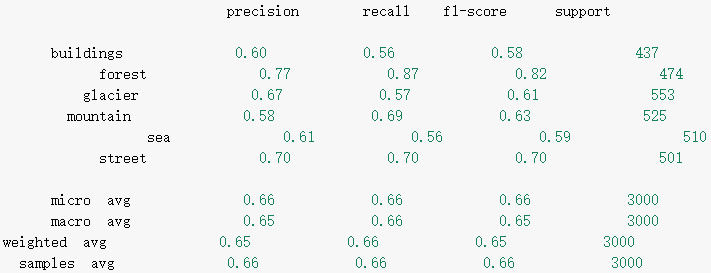 precision recall f1-score support
buildings 0.60 0.56 0.58 437
forest 0.77 0.87 0.82 474
glacier 0.67 0.57 0.61 553
mountain 0.58 0.69 0.63 525
sea 0.61 0.56 0.59 510
street 0.70 0.70 0.70 501
micro avg 0.66 0.66 0.66 3000
macro avg 0.65 0.66 0.65 3000
weighted avg 0.65 0.66 0.65 3000
samples avg 0.66 0.66 0.66 3000